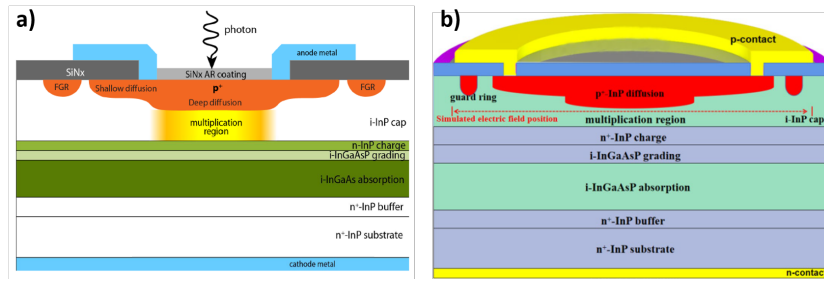 a)
photon
anode metal
SiNx
SiNx AR coating
FGR
Shallow diffusion
p+
FGR
Deep diffusion
multiplication
region
i-InP cap
n-InP charge
i-InGaAsP grading
i-InGaAs absorption
n+-InP buffer
n+-InP substrate
cathode metal
b)
p-contact
p+-InP diffusion
guard ring
Simulated electric field position
multiplication region
i-InP cap
n+-InP charge
i-InGaAsP grading
i-InGaAsP absorption
n+-InP buffer
n+-InP substrate
n-contact